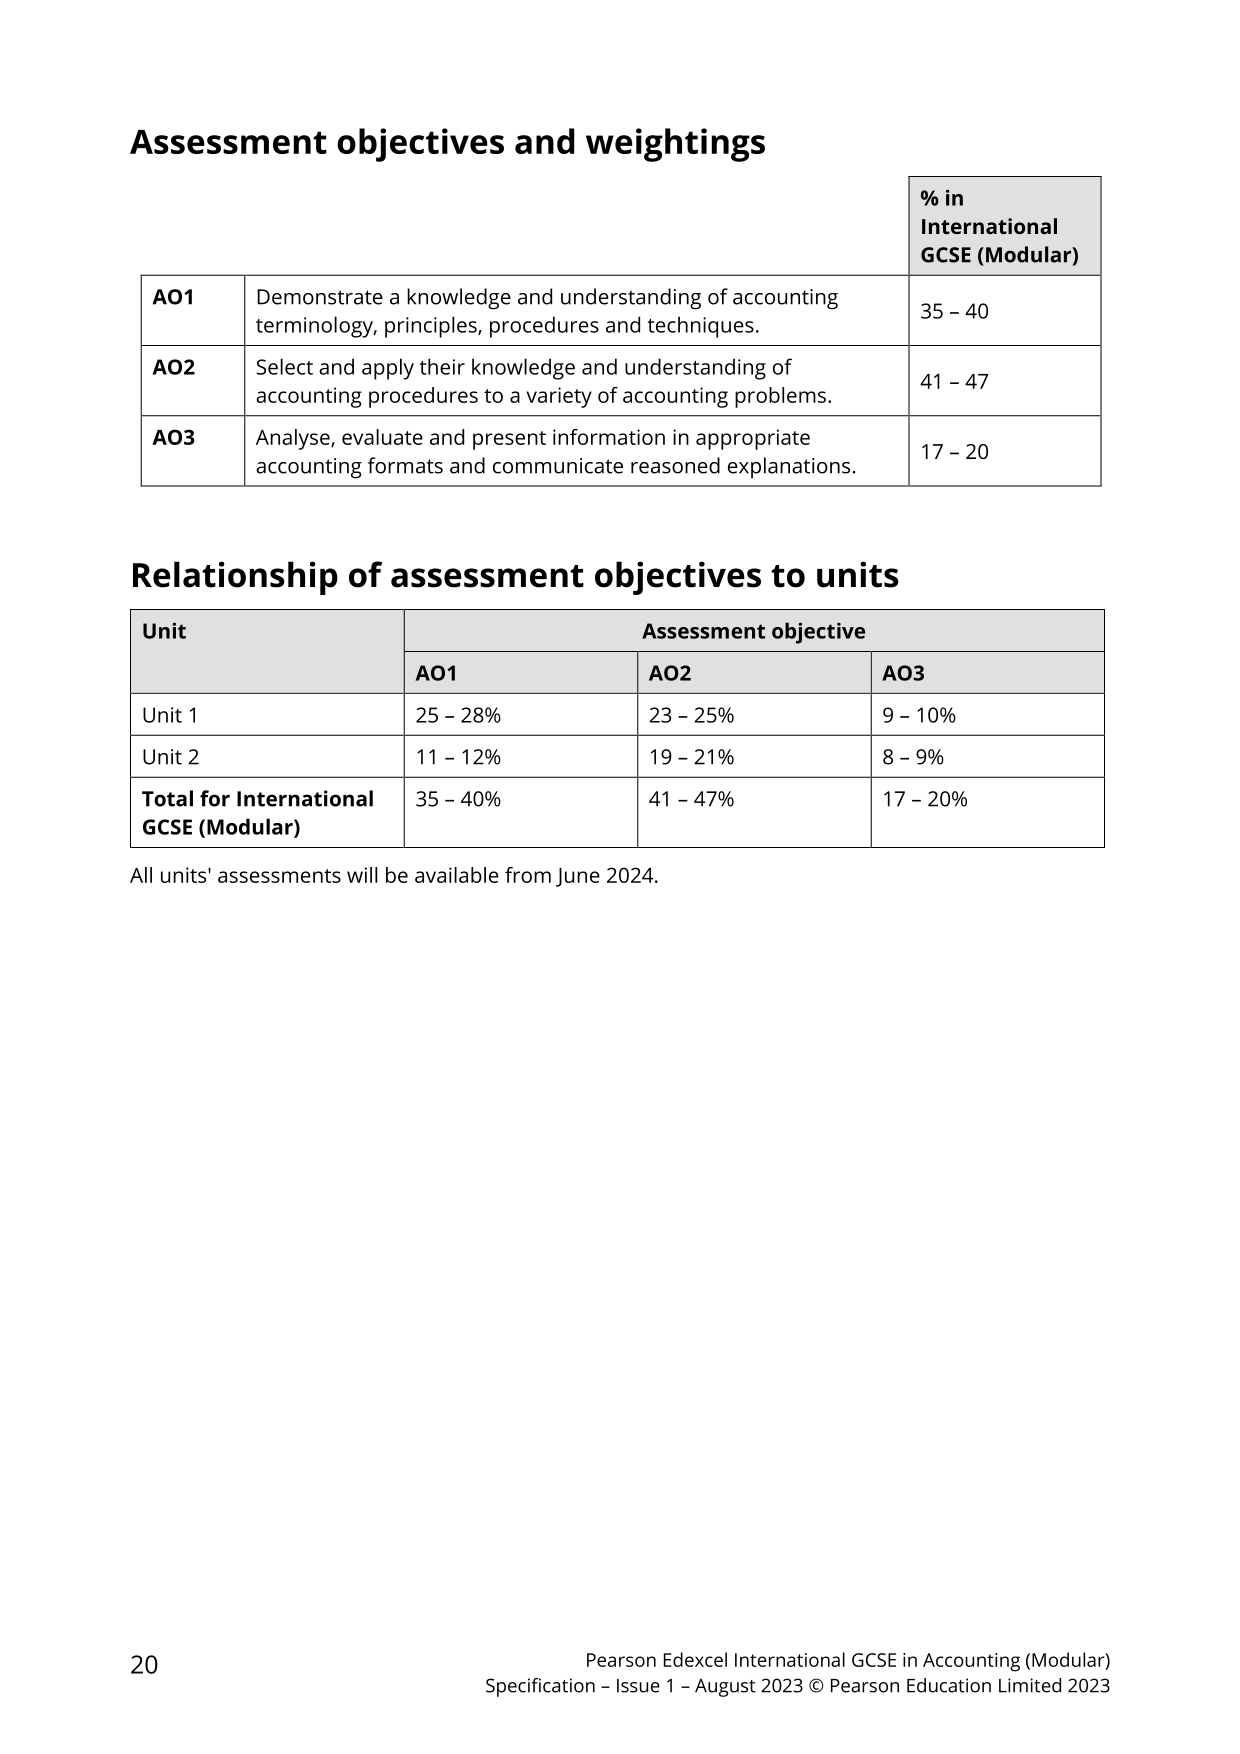 Assessment objectives and weightings
% in
International
GCSE (Modular)
AO1 Demonstrate a knowledge and understanding of accounting
terminology, principles, procedures and techniques. 35 – 40
AO2 Select and apply their knowledge and understanding of
accounting procedures to a variety of accounting problems. 41 – 47
AO3 Analyse, evaluate and present information in appropriate
accounting formats and communicate reasoned explanations. 17 – 20
Relationship of assessment objectives to units
Unit Assessment objective
AO1 AO2 AO3
Unit 1 25 – 28% 23 – 25% 9 – 10%
Unit 2 11 – 12% 19 – 21% 8 – 9%
Total for International 35 – 40% 41 – 47% 17 – 20%
GCSE (Modular)
All units' assessments will be available from June 2024.
20
Pearson Edexcel International GCSE in Accounting (Modular)
Specification – Issue 1 – August 2023 © Pearson Education Limited 2023